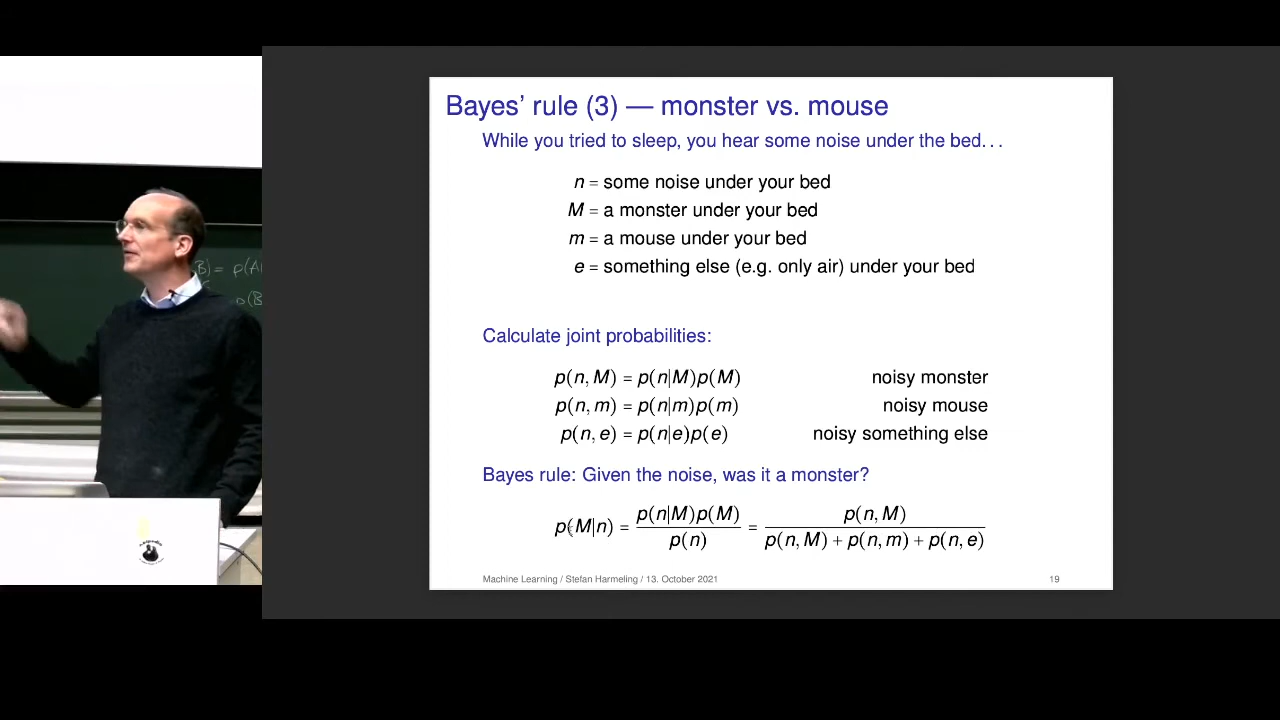 Bayes' rule (3) — monster vs. mouse
While you tried to sleep, you hear some noise under the bed...
n = some noise under your bed
M = a monster under your bed
m = a mouse under your bed
e = something else (e.g. only air) under your bed
Calculate joint probabilities:
p(n, M) = p(n|M)p(M) noisy monster
p(n, m) = p(n|m)p(m) noisy mouse
p(n, e) = p(n|e)p(e) noisy something else
Bayes rule: Given the noise, was it a monster?
p(M|n) = p(n|M)p(M) / p(n) = p(n, M) / p(n, M) + p(n, m) + p(n, e)
Machine Learning / Stefan Harmeling / 13. October 2021 19
B) = p(A